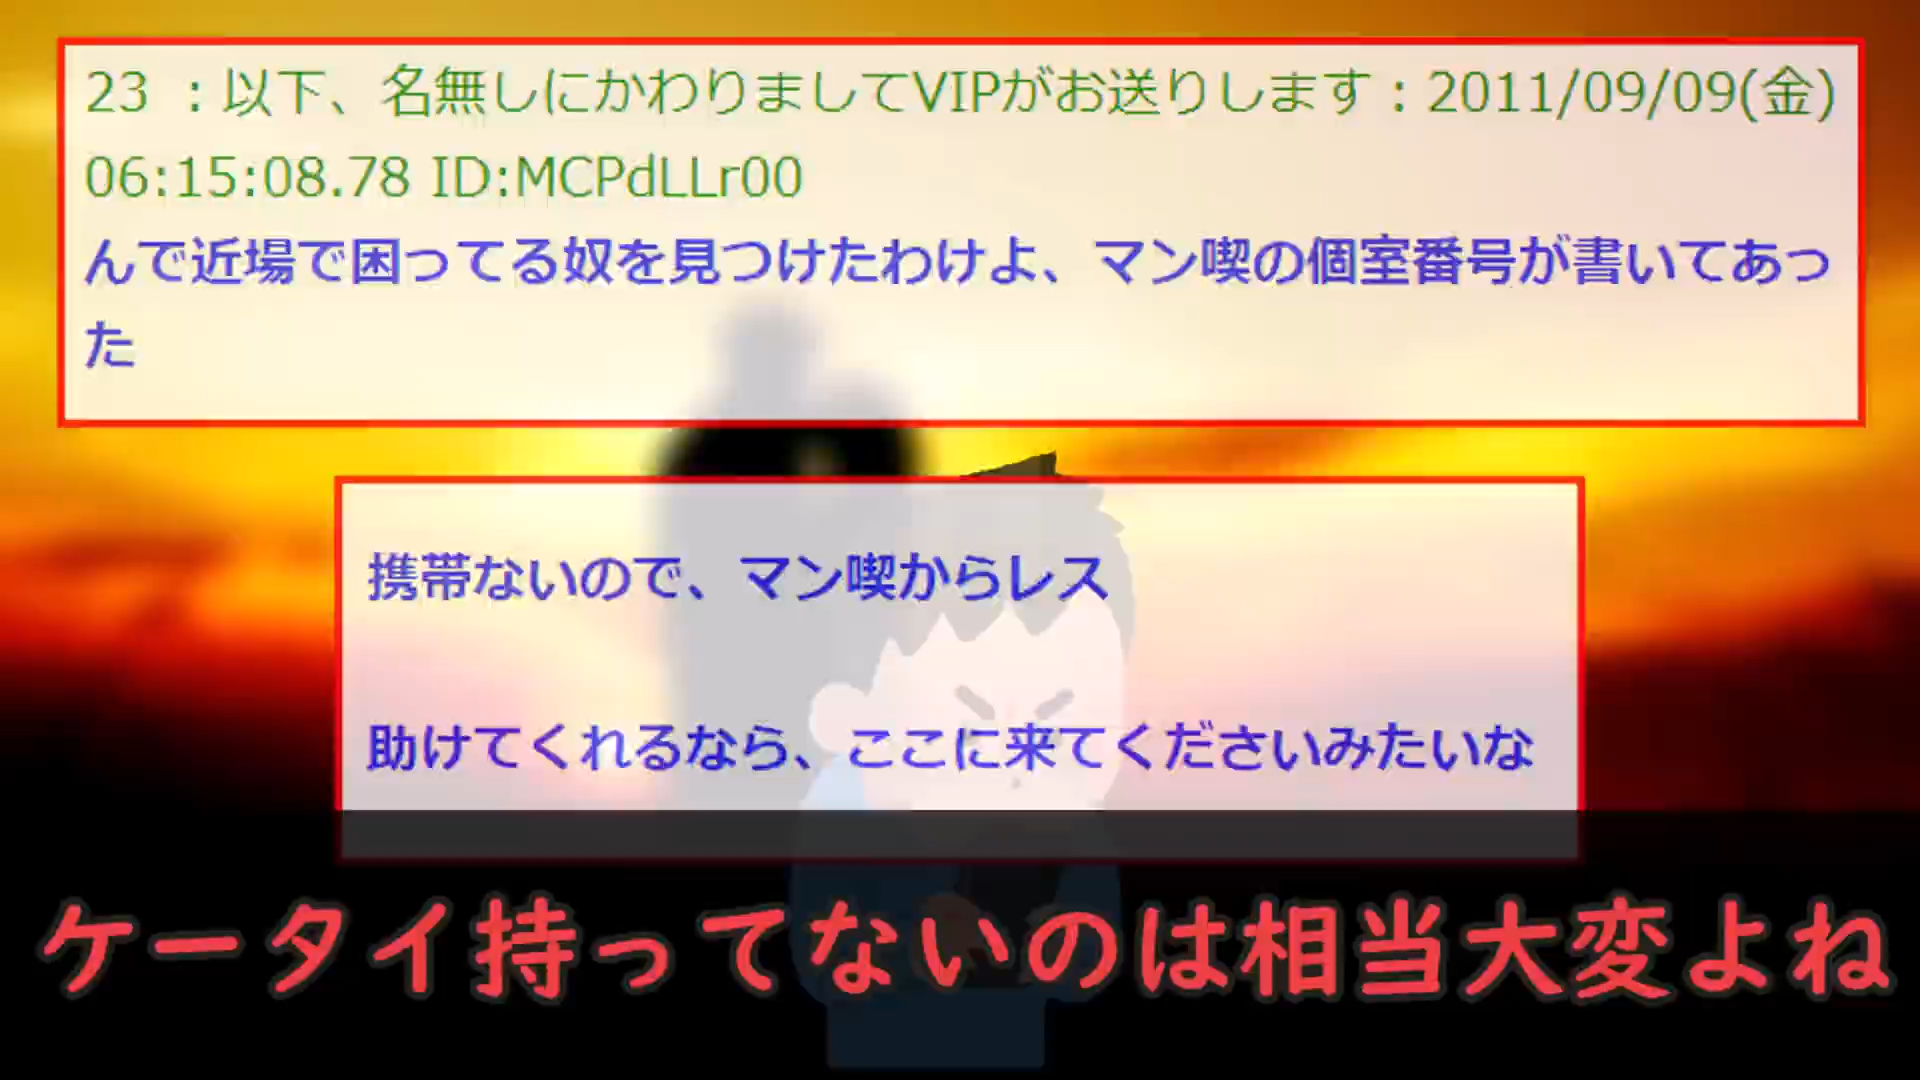 23 ：以下、名無しにかわりましてVIPがお送りします：2011/09/09(金)
06:15:08.78 ID:MCPdLLr00
んで近場で困ってる奴を見つけたわけよ、マン喫の個室番号が書いてあっ
た
携帯ないので、マン喫からレス
助けてくれるなら、ここに来てくださいみたいな
ケータイ持ってないのは相当大変よね